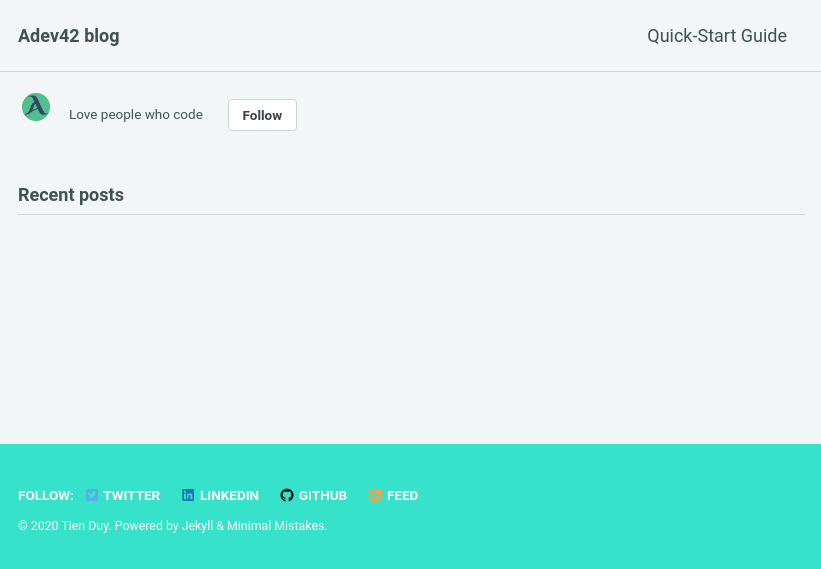 Adev42 blog
Quick-Start Guide
Love people who code
Follow
Recent posts
FOLLOW: TWITTER LINKEDIN GITHUB FEED
© 2020 Tien Duy. Powered by Jekyll & Minimal Mistakes.